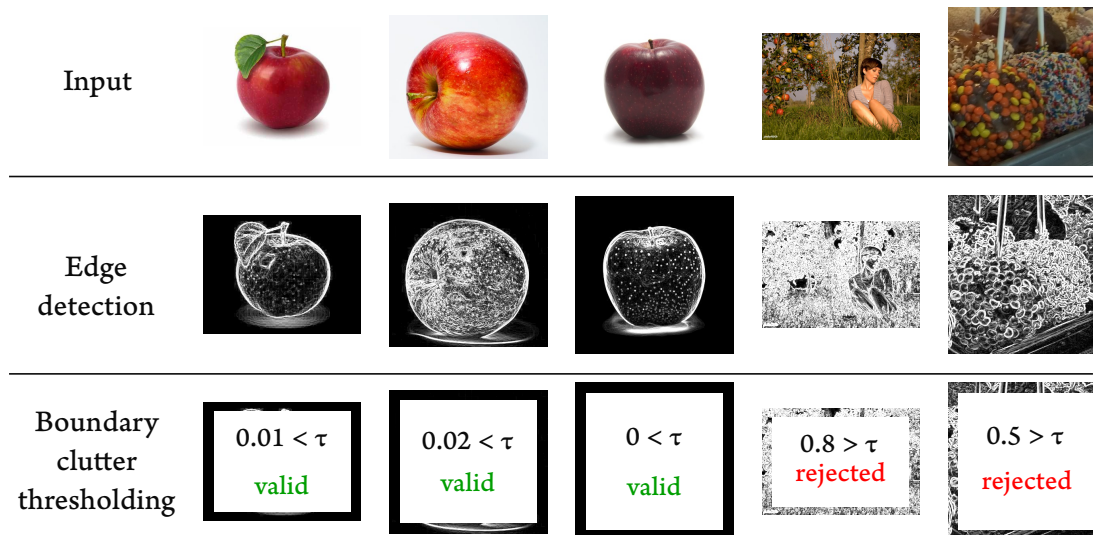 Input
Edge
detection
Boundary
clutter
thresholding
0.01 < τ
valid
0.02 < τ
valid
0 < τ
valid
0.8 > τ
rejected
0.5 > τ
rejected